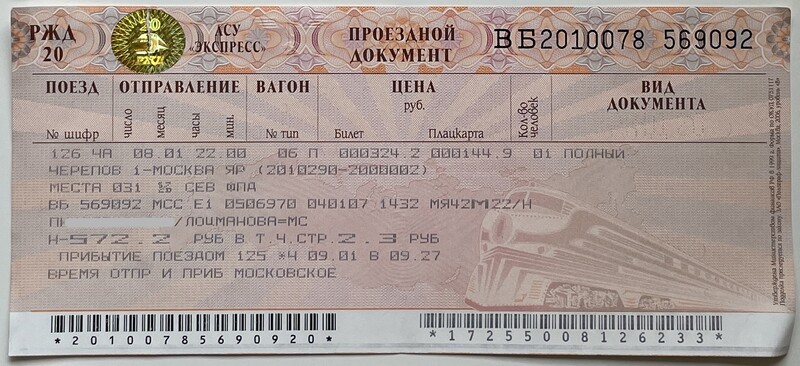 РЖД
20
АСУ
«ЭКСПРЕСС»
ПРОЕЗДНОЙ
ДОКУМЕНТ
ВБ2010078 569092
ПОЕЗД
ОТПРАВЛЕНИЕ
ВАГОН
ЦЕНА
руб.
ВИД
ДОКУМЕНТА
№ шифр
число
месяц
часы
мин.
№ тип
Билет
Плацкарта
Кол-во
человек
126 ЧА 08.01 22.00 06 П 000324.2 000144.9 01 ПОЛНЫЙ
ЧЕРЕПОВ 1-МОСКВА ЯР (2010290-2000002)
МЕСТА 031 СЕВ ФПА
ВБ 569092 МСС Е1 0506970 040107 1432 МЯ42М22/Н
/ЛОЦМАНОВА=МС
Н-572.2 РУБ В Т.Ч.СТР. 2.3 РУБ
ПРИБЫТИЕ ПОЕЗДОМ 125 *4 09.01 В 09.27
ВРЕМЯ ОТПР И ПРИБ МОСКОВСКОЕ
*20100785690920*
*17255008126233*